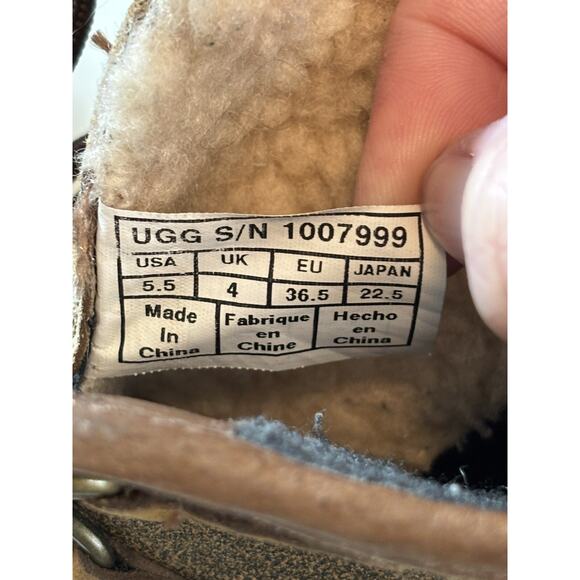 UGG S/N 1007999
USA UK EU JAPAN
5.5 4 36.5 22.5
Made Fabrique Hecho
In en en
China Chine China